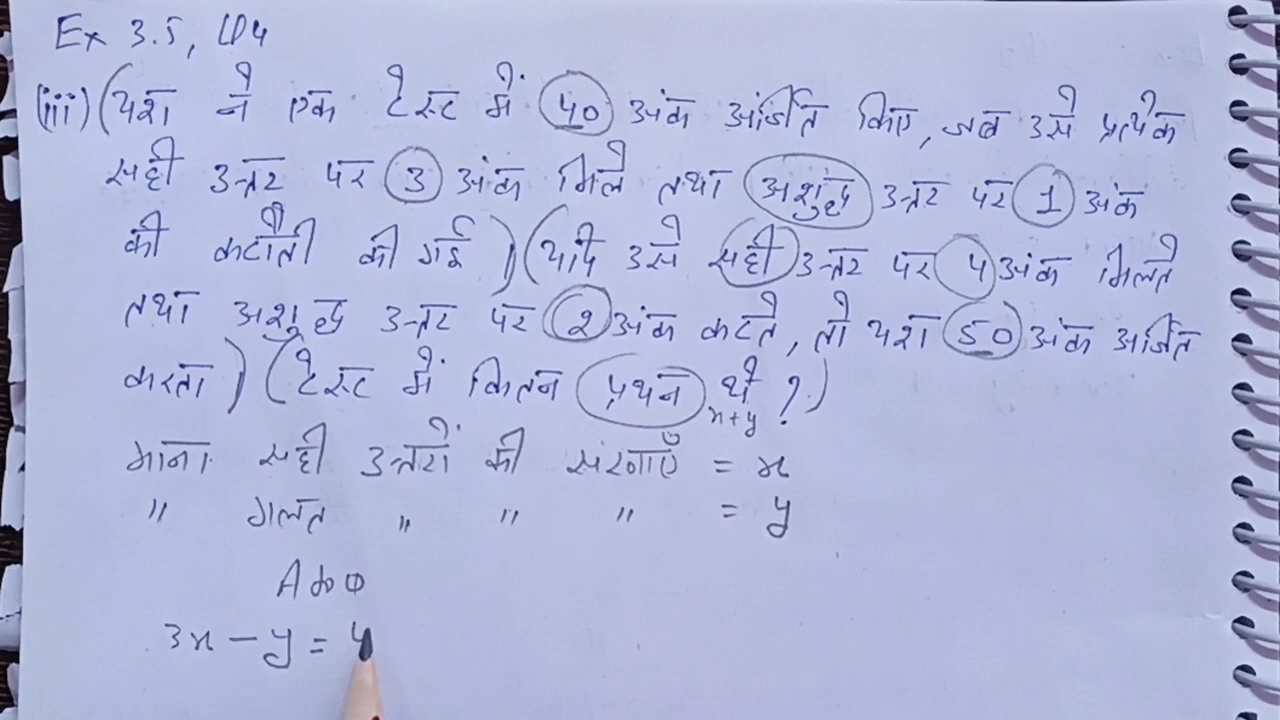 Ex 3.5, Q4
(iii) (यश ने एक टेस्ट में 40 अंक अर्जित किए, जब उसे प्रत्येक
सही उत्तर पर 3 अंक मिले तथा अशुद्ध उत्तर पर 1 अंक
की कटौती की गई) (यदि उसे सही उत्तर पर 4 अंक मिलते
तथा अशुद्ध उत्तर पर 2 अंक कटते, तो यश 50 अंक अर्जित
करता) (टेस्ट में कितन प्रश्न थे ?)
x+y
माना सही उत्तरों की संख्याएँ = x
" गलत " " " = y
A to Q
3x - y = 4